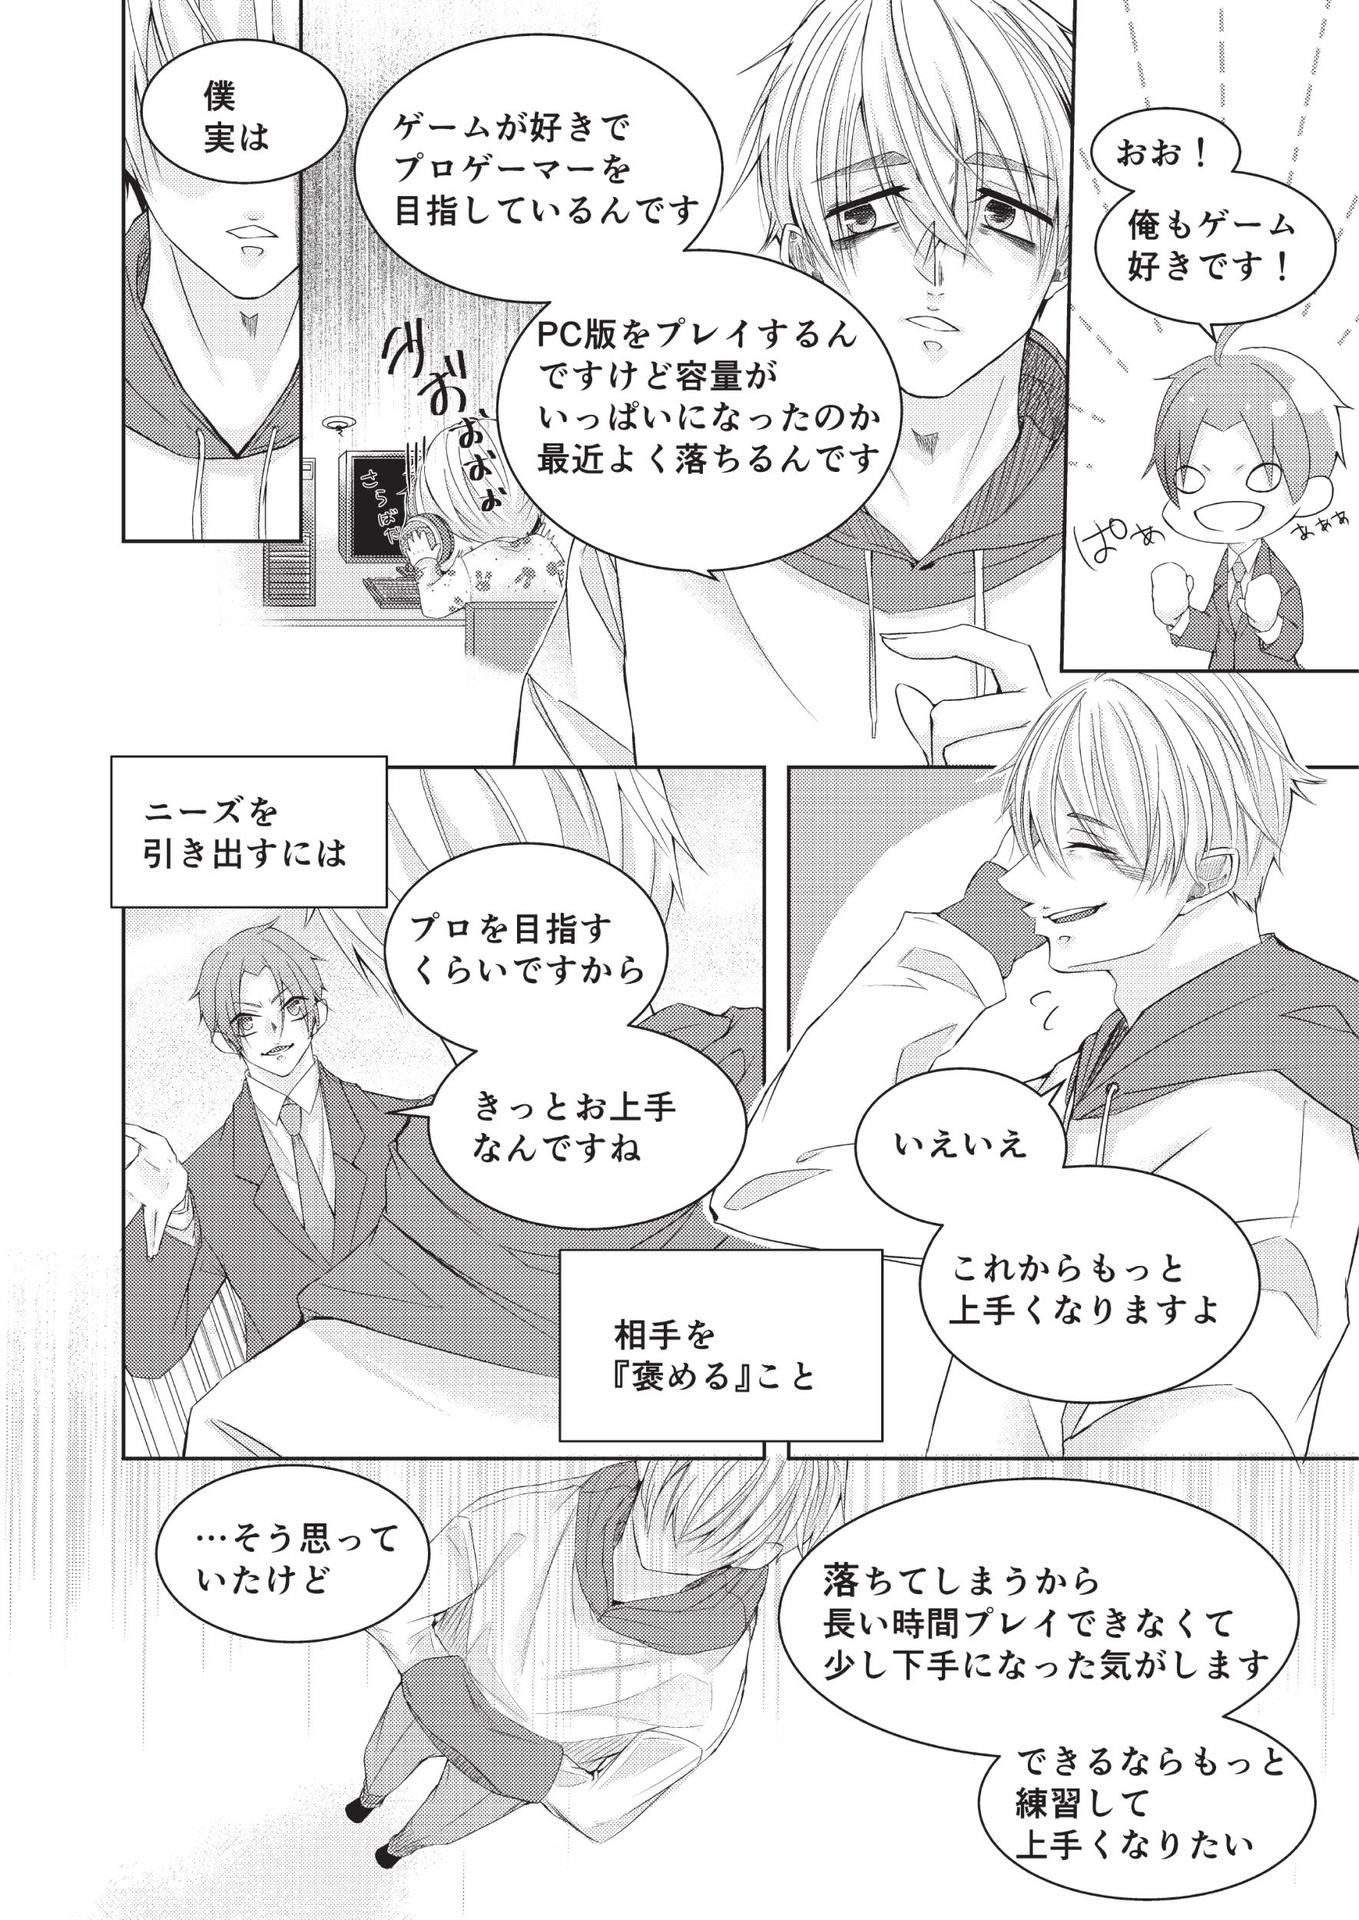 僕
実は
ゲームが好きで
プロゲーマーを
目指しているんです
PC版をプレイするん
ですけど容量が
いっぱいになったのか
最近よく落ちるんです
さらばだ
おお！
俺もゲーム
好きです！
ぱぁ
ぁぁぁ
ニーズを
引き出すには
プロを目指す
くらいですから
きっとお上手
なんですね
いえいえ
これからもっと
上手くなりますよ
相手を
『褒める』こと
…そう思って
いたけど
落ちてしまうから
長い時間プレイできなくて
少し下手になった気がします
できるならもっと
練習して
上手くなりたい